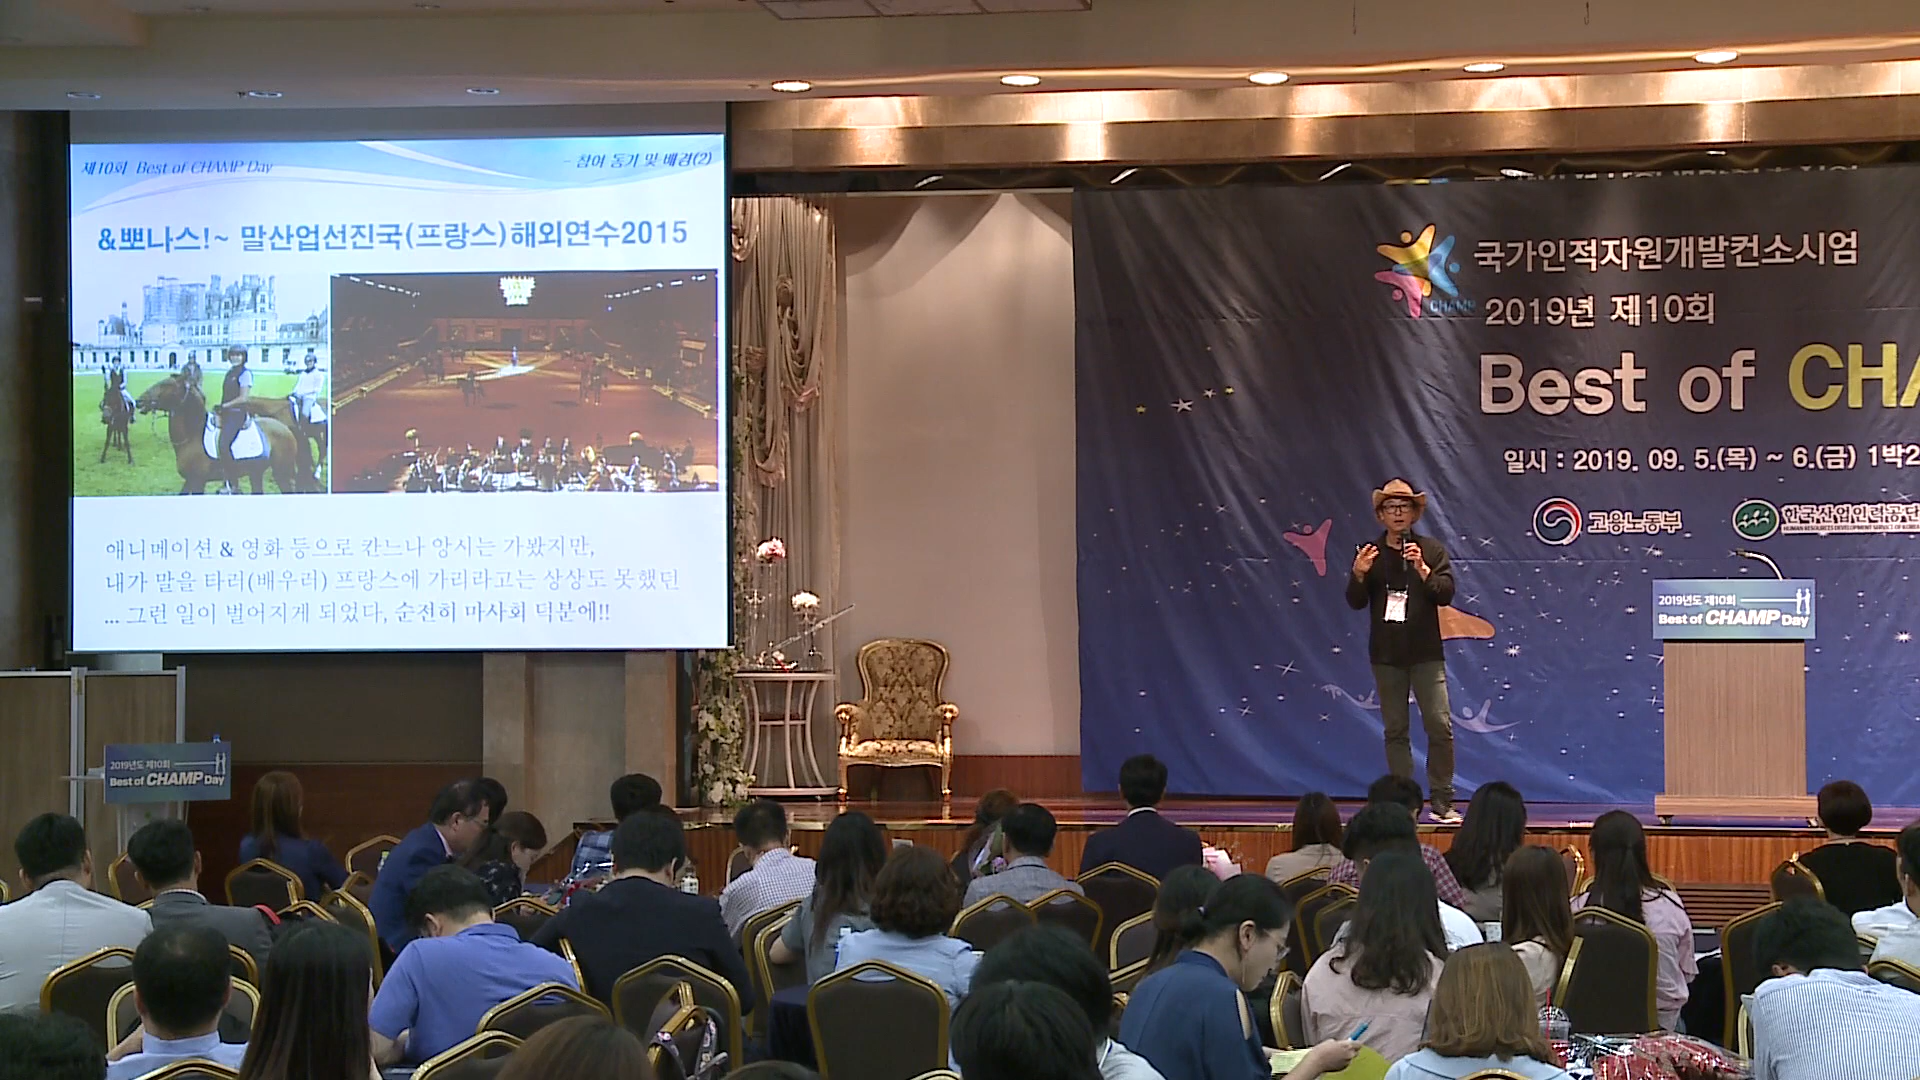 제10회 Best of CHAMP Day
- 참여 동기 및 배경(2)
&뽀나스!~ 말산업선진국(프랑스)해외연수2015
애니메이션 & 영화 등으로 칸느나 앙시는 가봤지만,
내가 말을 타러(배우러) 프랑스에 가리라고는 상상도 못했던
... 그런 일이 벌어지게 되었다, 순전히 마사회 덕분에!!
CHAMP
국가인적자원개발컨소시엄
2019년 제10회
Best of CHA
일시 : 2019. 09. 5.(목) ~ 6.(금) 1박2
고용노동부
한국산업인력공단
HUMAN RESOURCES DEVELOPMENT SERVICE OF KOREA
2019년도 제10회
Best of CHAMP Day
2019년도 제10회
Best of CHAMP Day